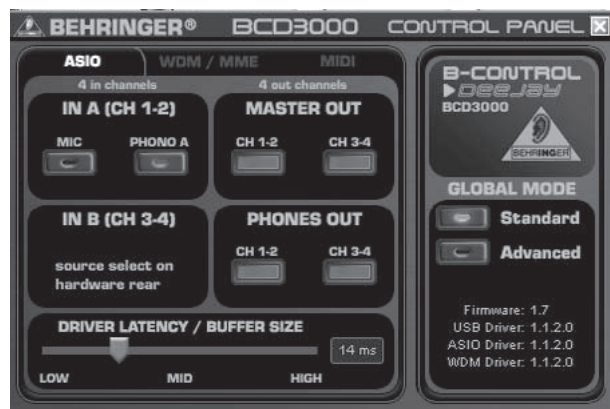 BEHRINGER® BCD3000 CONTROL PANEL
ASIO WDM / MME MIDI
4 in channels 4 out channels
IN A (CH 1-2)
MIC PHONO A
MASTER OUT
CH 1-2 CH 3-4
IN B (CH 3-4)
source select on
hardware rear
PHONES OUT
CH 1-2 CH 3-4
DRIVER LATENCY / BUFFER SIZE
14 ms
LOW MID HIGH
B-CONTROL
DEEJAY
BCD3000
BEHRINGER
GLOBAL MODE
Standard
Advanced
Firmware: 1.7
USB Driver: 1.1.2.0
ASIO Driver: 1.1.2.0
WDM Driver: 1.1.2.0